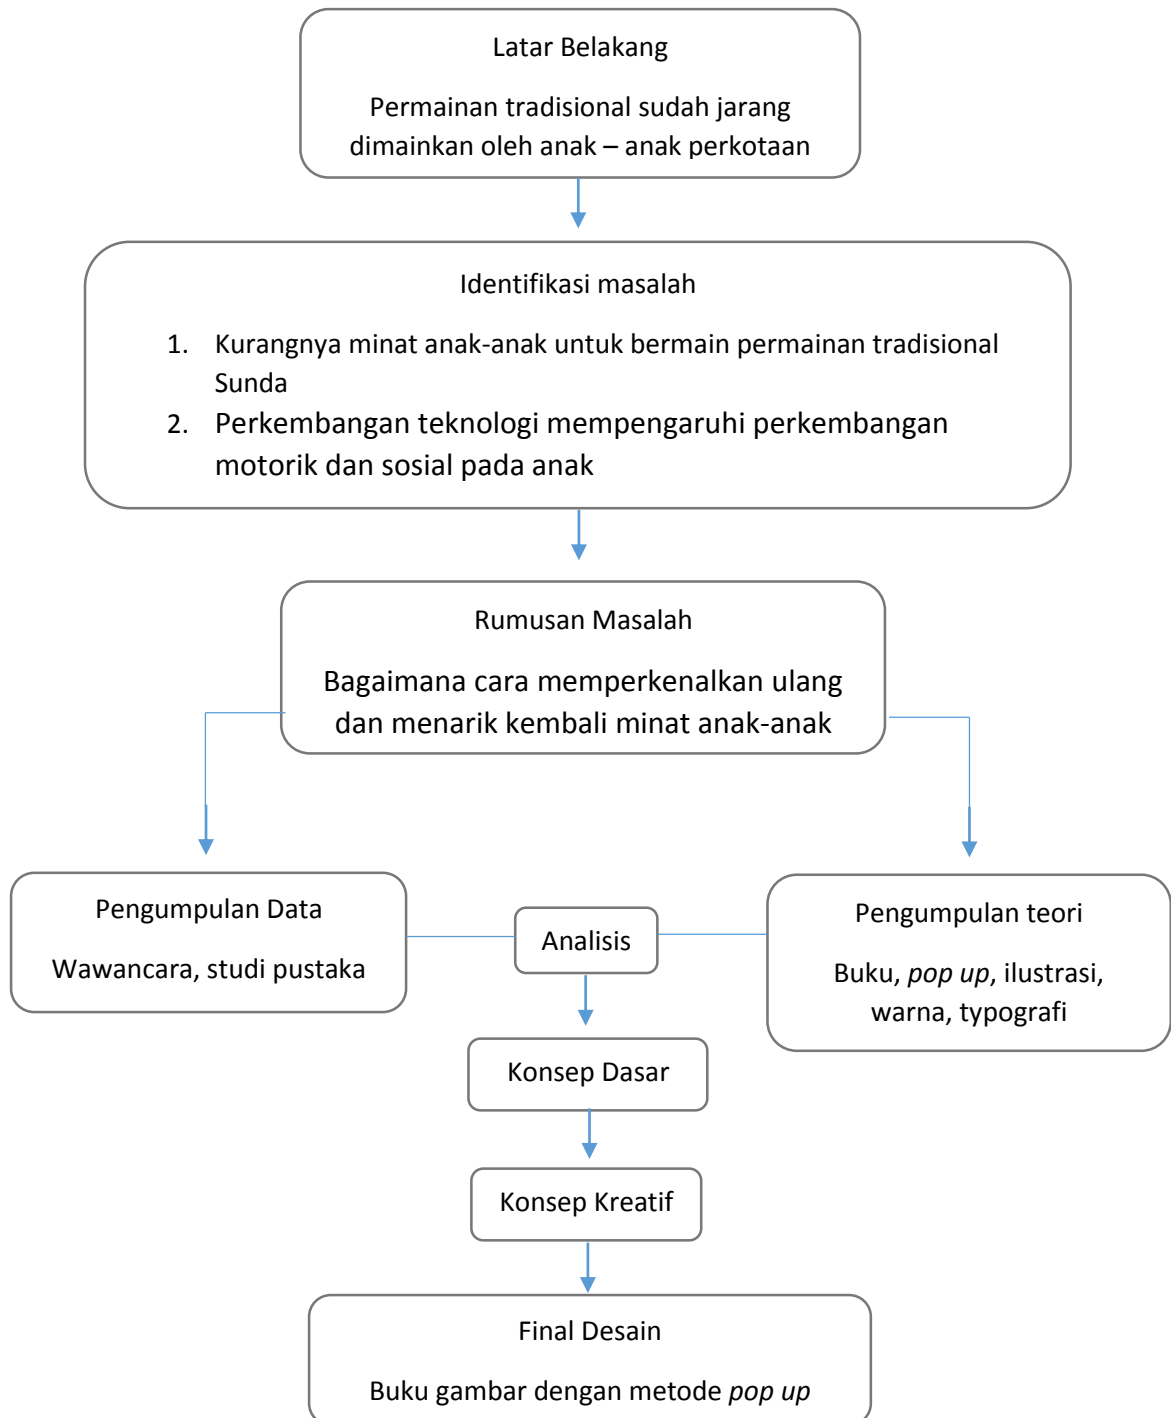 Latar Belakang
Permainan tradisional sudah jarang
dimainkan oleh anak – anak perkotaan
Identifikasi masalah
1. Kurangnya minat anak-anak untuk bermain permainan tradisional
Sunda
2. Perkembangan teknologi mempengaruhi perkembangan
motorik dan sosial pada anak
Rumusan Masalah
Bagaimana cara memperkenalkan ulang
dan menarik kembali minat anak-anak
Pengumpulan Data
Wawancara, studi pustaka
Analisis
Pengumpulan teori
Buku, pop up, ilustrasi,
warna, typografi
Konsep Dasar
Konsep Kreatif
Final Desain
Buku gambar dengan metode pop up